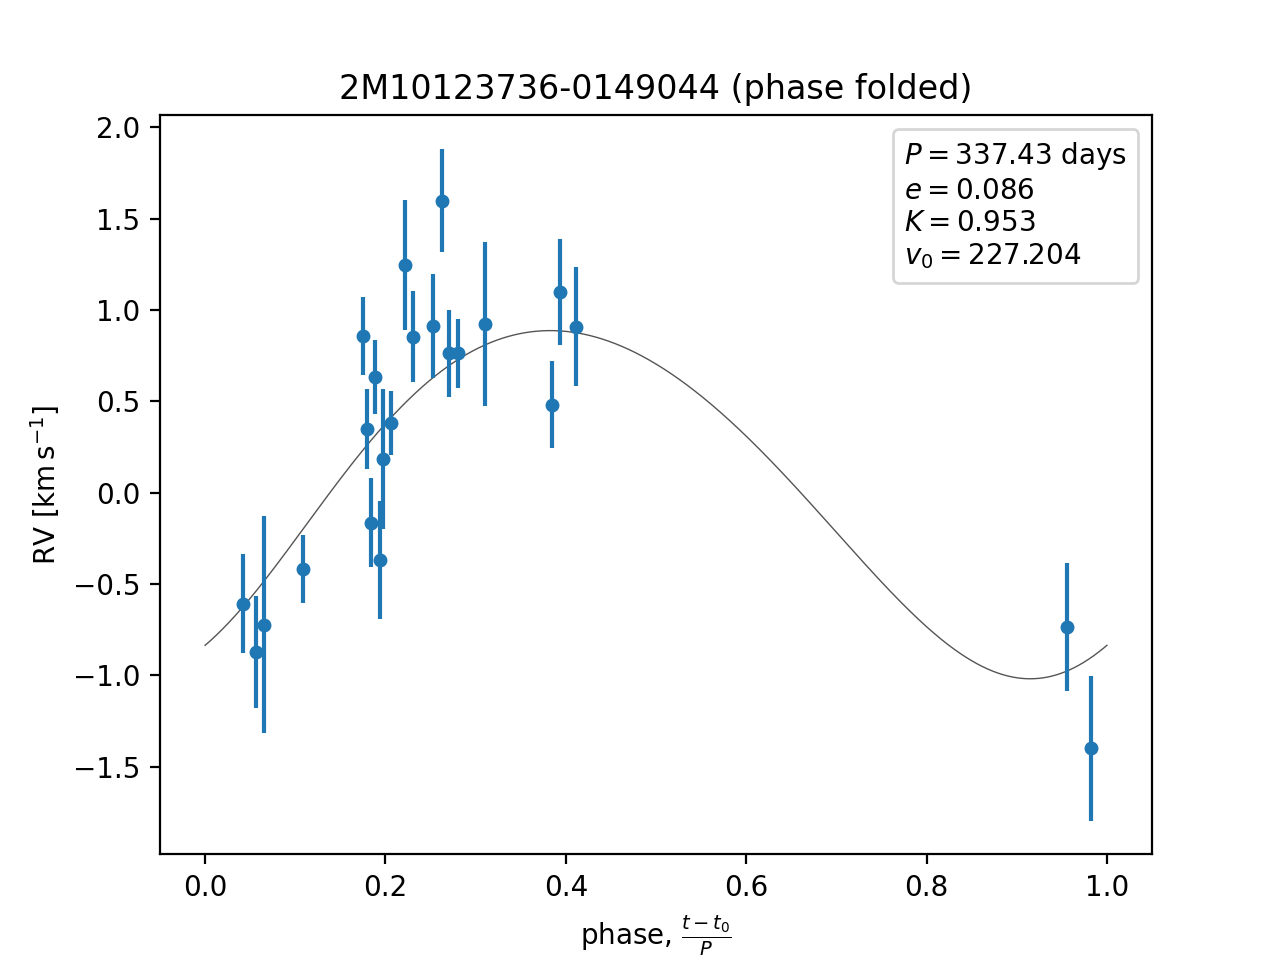 2M10123736-0149044 (phase folded)
P = 337.43 days
e = 0.086
K = 0.953
v₀ = 227.204
2.0
1.5
1.0
0.5
0.0
−0.5
−1.0
−1.5
RV [km s⁻¹]
0.0 0.2 0.4 0.6 0.8 1.0
phase, (t − t₀)/P